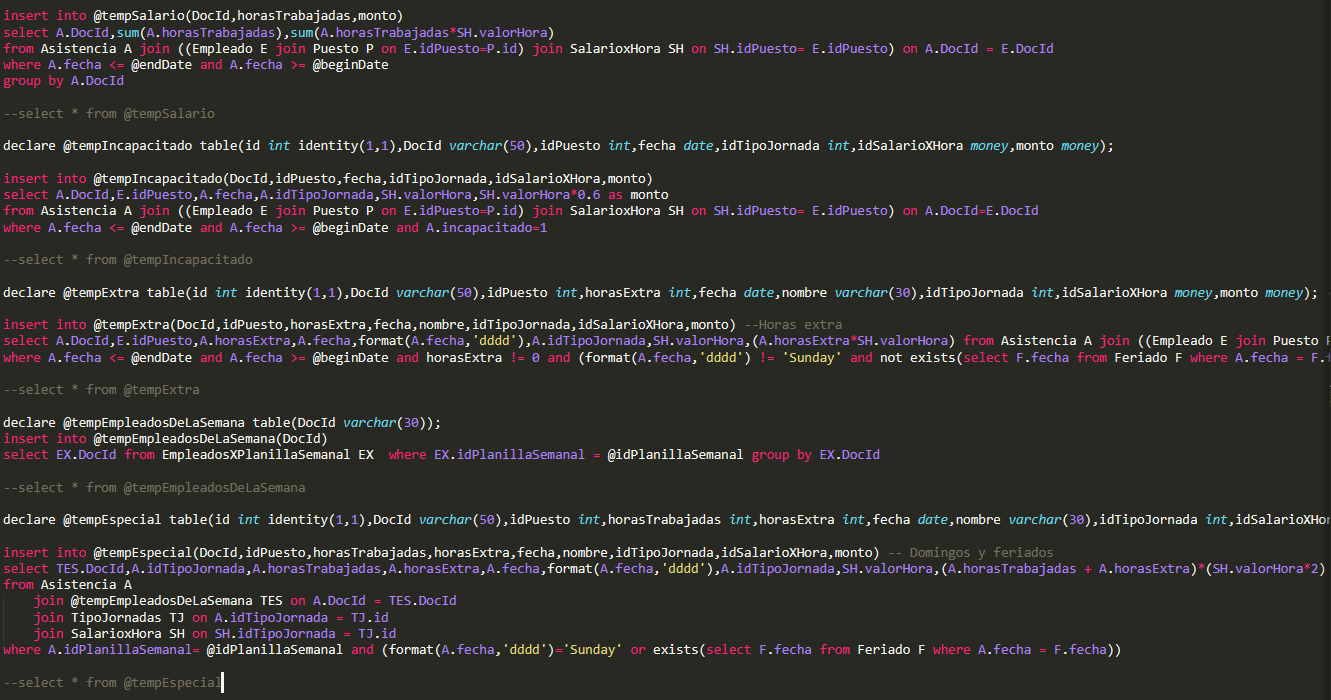 insert into @tempSalario(DocId,horasTrabajadas,monto)
select A.DocId,sum(A.horasTrabajadas),sum(A.horasTrabajadas*SH.valorHora)
from Asistencia A join ((Empleado E join Puesto P on E.idPuesto=P.id) join SalarioxHora SH on SH.idPuesto= E.idPuesto) on A.DocId = E.DocId
where A.fecha <= @endDate and A.fecha >= @beginDate
group by A.DocId
--select * from @tempSalario
declare @tempIncapacitado table(id int identity(1,1),DocId varchar(50),idPuesto int,fecha date,idTipoJornada int,idSalarioXHora money,monto money);
insert into @tempIncapacitado(DocId,idPuesto,fecha,idTipoJornada,idSalarioXHora,monto)
select A.DocId,E.idPuesto,A.fecha,A.idTipoJornada,SH.valorHora,SH.valorHora*0.6 as monto
from Asistencia A join ((Empleado E join Puesto P on E.idPuesto=P.id) join SalarioxHora SH on SH.idPuesto= E.idPuesto) on A.DocId=E.DocId
where A.fecha <= @endDate and A.fecha >= @beginDate and A.incapacitado=1
--select * from @tempIncapacitado
declare @tempExtra table(id int identity(1,1),DocId varchar(50),idPuesto int,horasExtra int,fecha date,nombre varchar(30),idTipoJornada int,idSalarioXHora money,monto money);
insert into @tempExtra(DocId,idPuesto,horasExtra,fecha,nombre,idTipoJornada,idSalarioXHora,monto) --Horas extra
select A.DocId,E.idPuesto,A.horasExtra,A.fecha,format(A.fecha,'dddd'),A.idTipoJornada,SH.valorHora,(A.horasExtra*SH.valorHora) from Asistencia A join ((Empleado E join Puesto
where A.fecha <= @endDate and A.fecha >= @beginDate and horasExtra != 0 and (format(A.fecha,'dddd') != 'Sunday' and not exists(select F.fecha from Feriado F where A.fecha = F.
--select * from @tempExtra
declare @tempEmpleadosDeLaSemana table(DocId varchar(30));
insert into @tempEmpleadosDeLaSemana(DocId)
select EX.DocId from EmpleadosXPlanillaSemanal EX  where EX.idPlanillaSemanal = @idPlanillaSemanal group by EX.DocId
--select * from @tempEmpleadosDeLaSemana
declare @tempEspecial table(id int identity(1,1),DocId varchar(50),idPuesto int,horasTrabajadas int,horasExtra int,fecha date,nombre varchar(30),idTipoJornada int,idSalarioXHor
insert into @tempEspecial(DocId,idPuesto,horasTrabajadas,horasExtra,fecha,nombre,idTipoJornada,idSalarioXHora,monto) -- Domingos y feriados
select TES.DocId,A.idTipoJornada,A.horasTrabajadas,A.horasExtra,A.fecha,format(A.fecha,'dddd'),A.idTipoJornada,SH.valorHora,(A.horasTrabajadas + A.horasExtra)*(SH.valorHora*2)
from Asistencia A
    join @tempEmpleadosDeLaSemana TES on A.DocId = TES.DocId
    join TipoJornadas TJ on A.idTipoJornada = TJ.id
    join SalarioxHora SH on SH.idTipoJornada = TJ.id
where A.idPlanillaSemanal= @idPlanillaSemanal and (format(A.fecha,'dddd')='Sunday' or exists(select F.fecha from Feriado F where A.fecha = F.fecha))
--select * from @tempEspecial